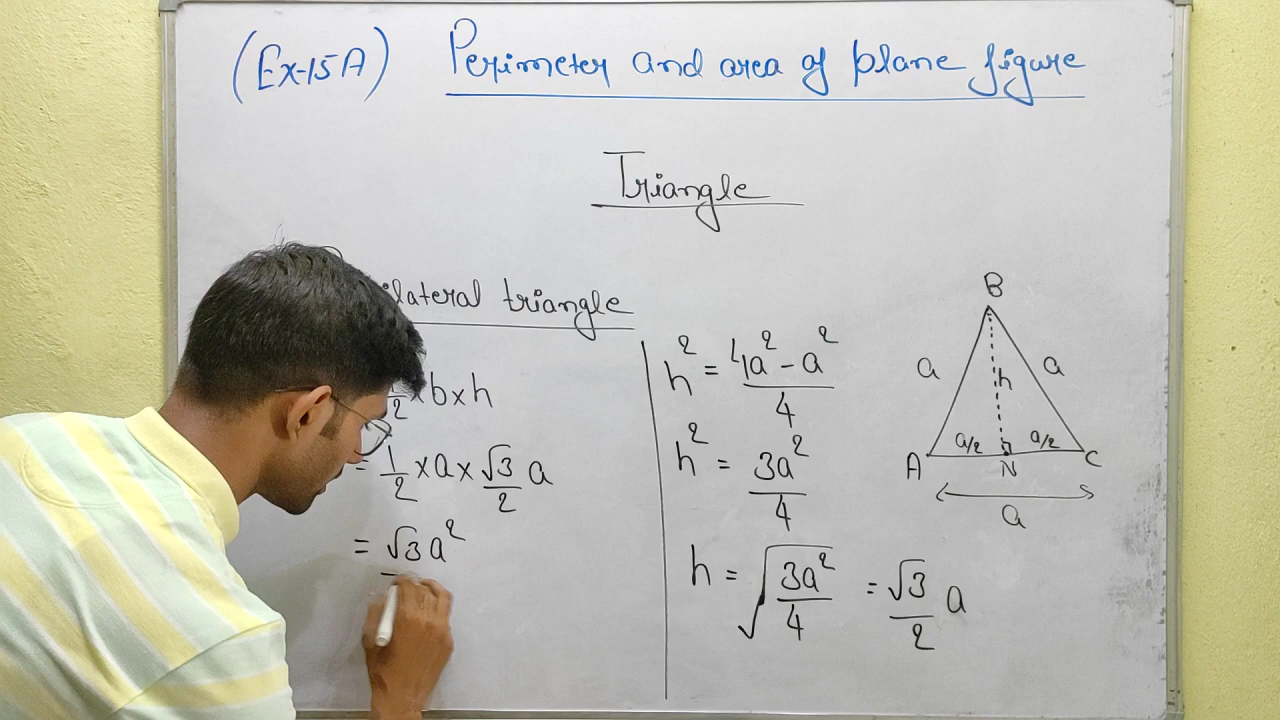 (Ex-15A) Perimeter and area of plane figure
Triangle
ilateral triangle
1/2 × b × h
= 1/2 × a × √3/2 a
= √3 a²
h² = 4a² - a² / 4
h² = 3a² / 4
h = √(3a² / 4) = √3/2 a
B
a h a
a/2 a/2
A N C
a